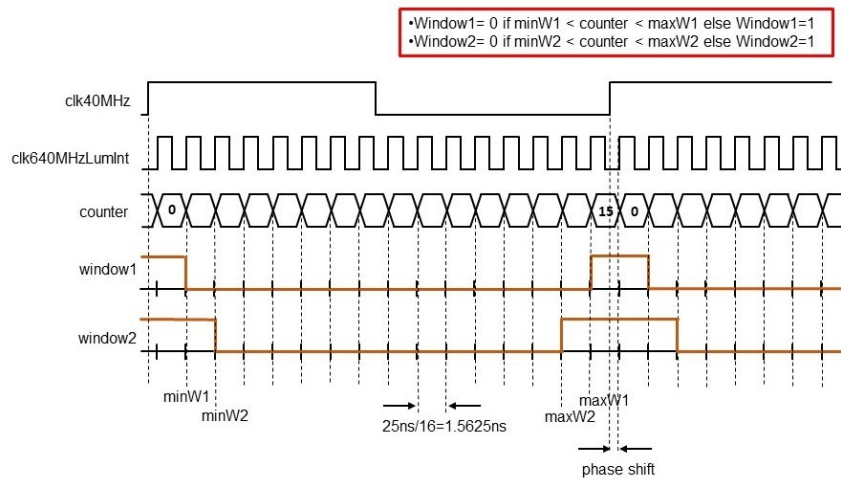 •Window1= 0 if minW1 < counter < maxW1 else Window1=1
•Window2= 0 if minW2 < counter < maxW2 else Window2=1
clk40MHz
clk640MHzLumInt
counter
0
15
0
window1
window2
minW1
minW2
maxW1
maxW2
25ns/16=1.5625ns
phase shift